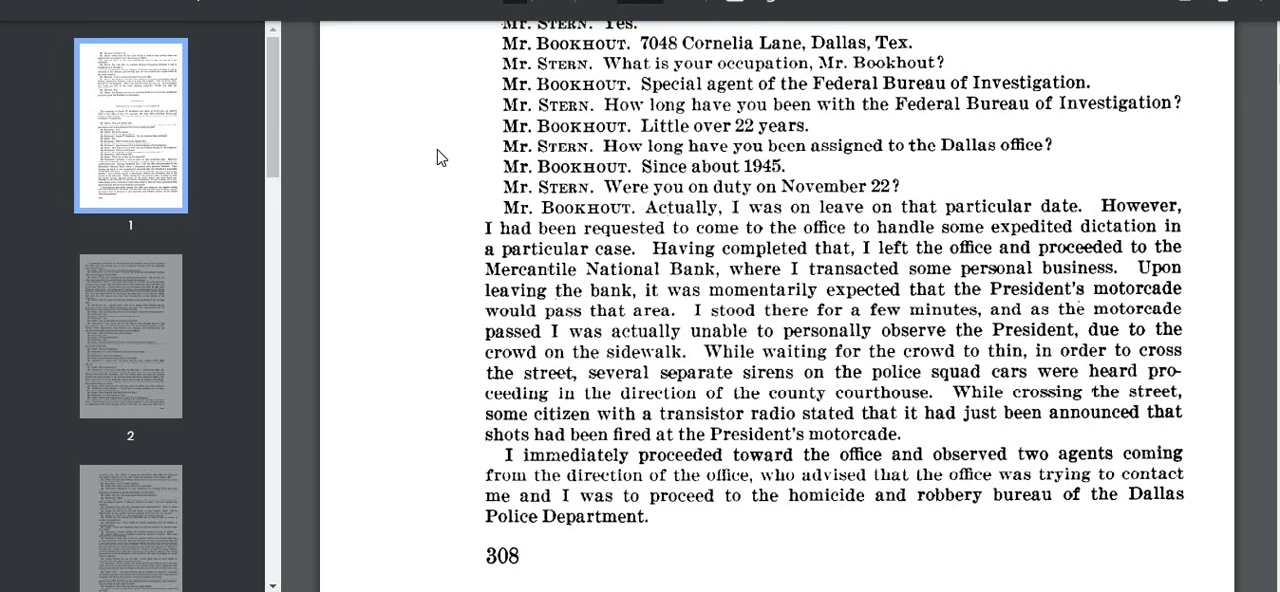 Mr. STERN. Yes.
Mr. BOOKHOUT. 7048 Cornelia Lane, Dallas, Tex.
Mr. STERN. What is your occupation, Mr. Bookhout?
Mr. BOOKHOUT. Special agent of the Federal Bureau of Investigation.
Mr. STERN. How long have you been with the Federal Bureau of Investigation?
Mr. BOOKHOUT. Little over 22 years.
Mr. STERN. How long have you been assigned to the Dallas office?
Mr. BOOKHOUT. Since about 1945.
Mr. STERN. Were you on duty on November 22?
Mr. BOOKHOUT. Actually, I was on leave on that particular date. However,
I had been requested to come to the office to handle some expedited dictation in
a particular case. Having completed that, I left the office and proceeded to the
Mercantile National Bank, where I transacted some personal business. Upon
leaving the bank, it was momentarily expected that the President's motorcade
would pass that area. I stood there for a few minutes, and as the motorcade
passed I was actually unable to personally observe the President, due to the
crowd on the sidewalk. While waiting for the crowd to thin, in order to cross
the street, several separate sirens on the police squad cars were heard pro-
ceeding in the direction of the county courthouse. While crossing the street,
some citizen with a transistor radio stated that it had just been announced that
shots had been fired at the President's motorcade.
I immediately proceeded toward the office and observed two agents coming
from the direction of the office, who advised that the office was trying to contact
me and I was to proceed to the homicide and robbery bureau of the Dallas
Police Department.
308
1
2